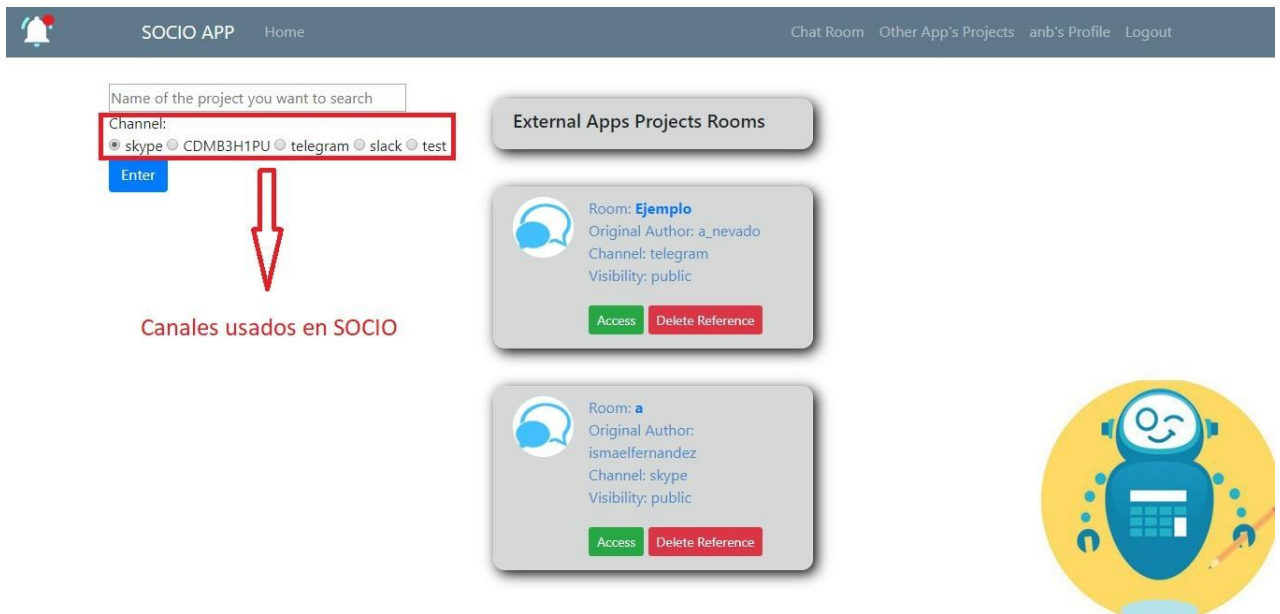 SOCIO APP Home Chat Room Other App's Projects anb's Profile Logout
Name of the project you want to search
Channel:
skype CDMB3H1PU telegram slack test
Enter
Canales usados en SOCIO
External Apps Projects Rooms
Room: Ejemplo
Original Author: a_nevado
Channel: telegram
Visibility: public
Access Delete Reference
Room: a
Original Author:
ismaelfernandez
Channel: skype
Visibility: public
Access Delete Reference